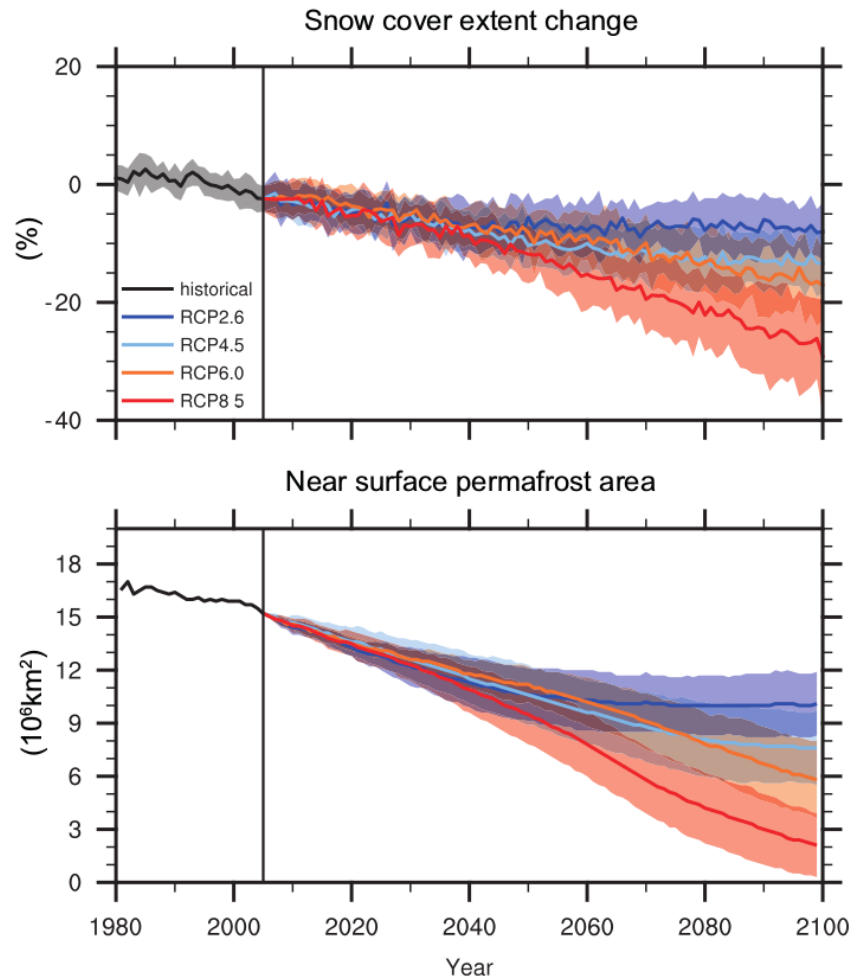 Snow cover extent change
20
0
-20
-40
(%)
historical
RCP2.6
RCP4.5
RCP6.0
RCP8 5
Near surface permafrost area
18
15
12
9
6
3
0
(10⁶km²)
1980 2000 2020 2040 2060 2080 2100
Year